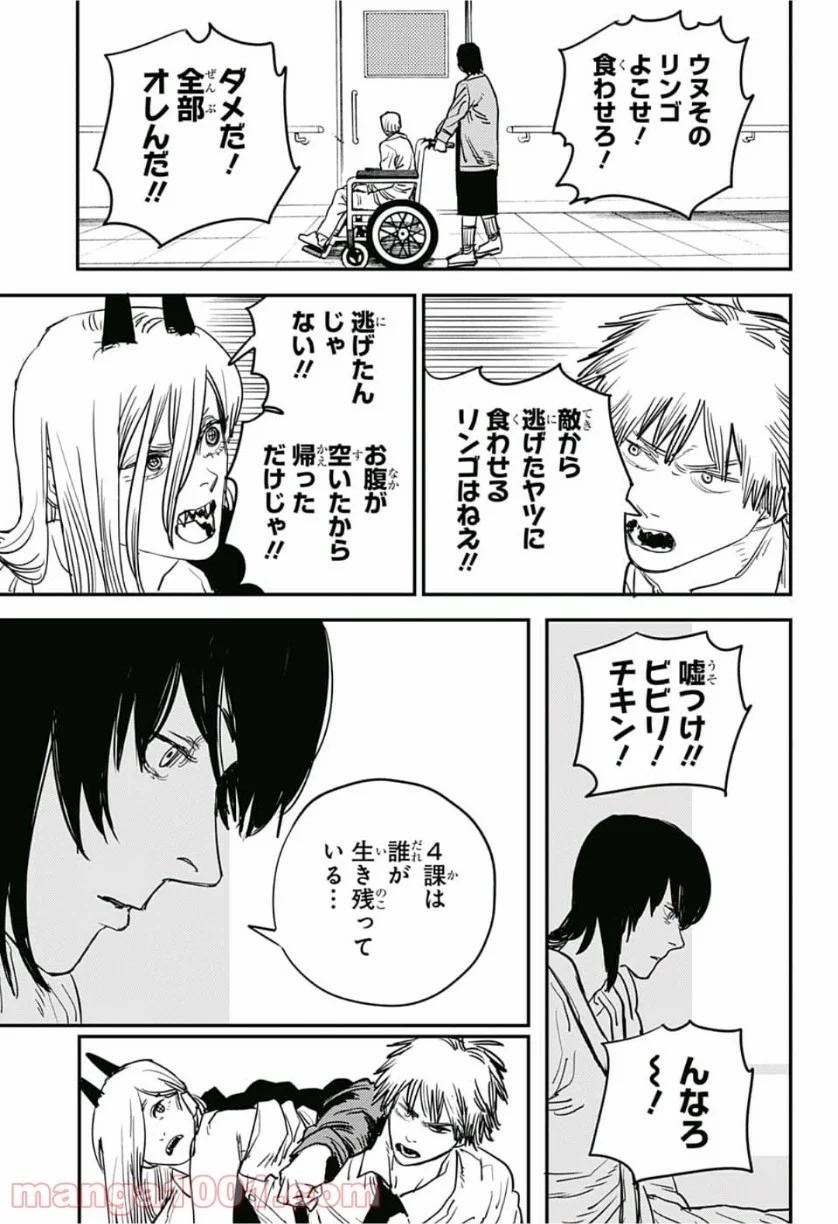 ウヌその
リンゴ
よこせ!
食わせろ!
ダメだ!
全部
オレんだ!!
敵から
逃げたヤツに
食わせる
リンゴはねえ!!
逃げたん
じゃ
ない!!
お腹が
空いたから
帰った
だけじゃ!!
嘘つけ!!
ビビリ!
チキン!
んなろ
〜!
4課は
誰が
生き残って
いる…
manga1001.com